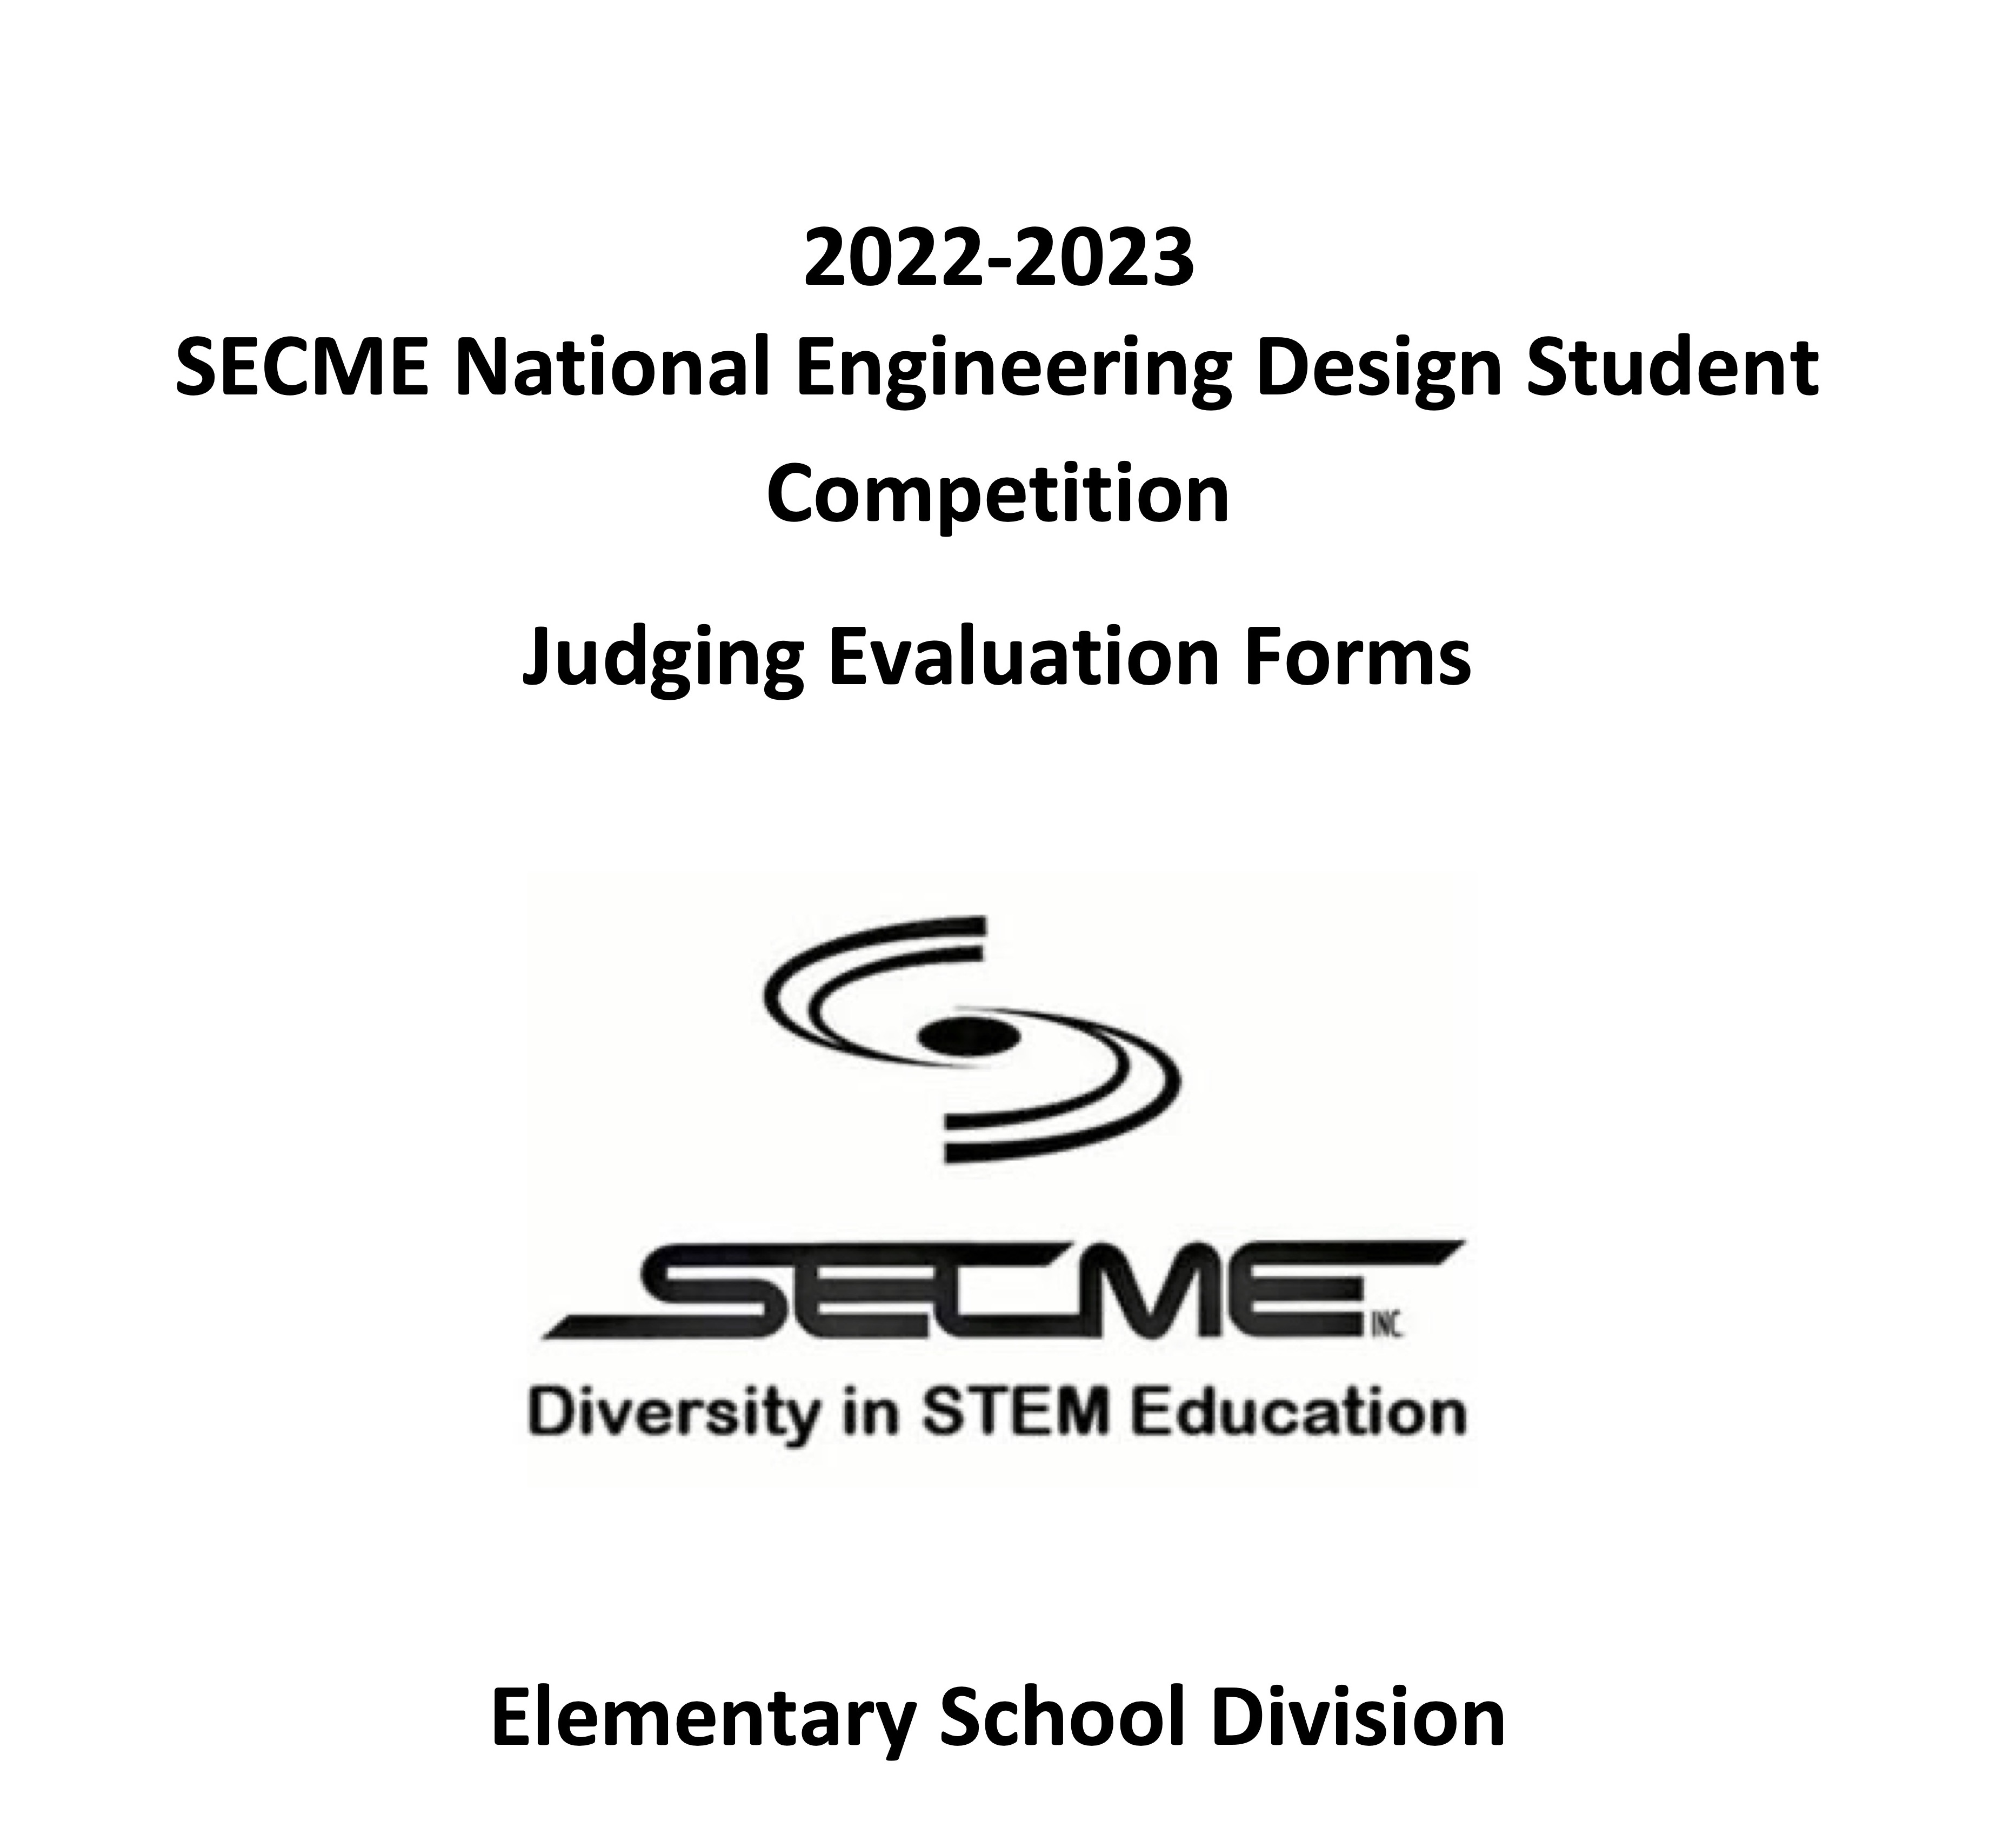 2022-2023
SECME National Engineering Design Student
Competition
Judging Evaluation Forms
SECME INC
Diversity in STEM Education
Elementary School Division